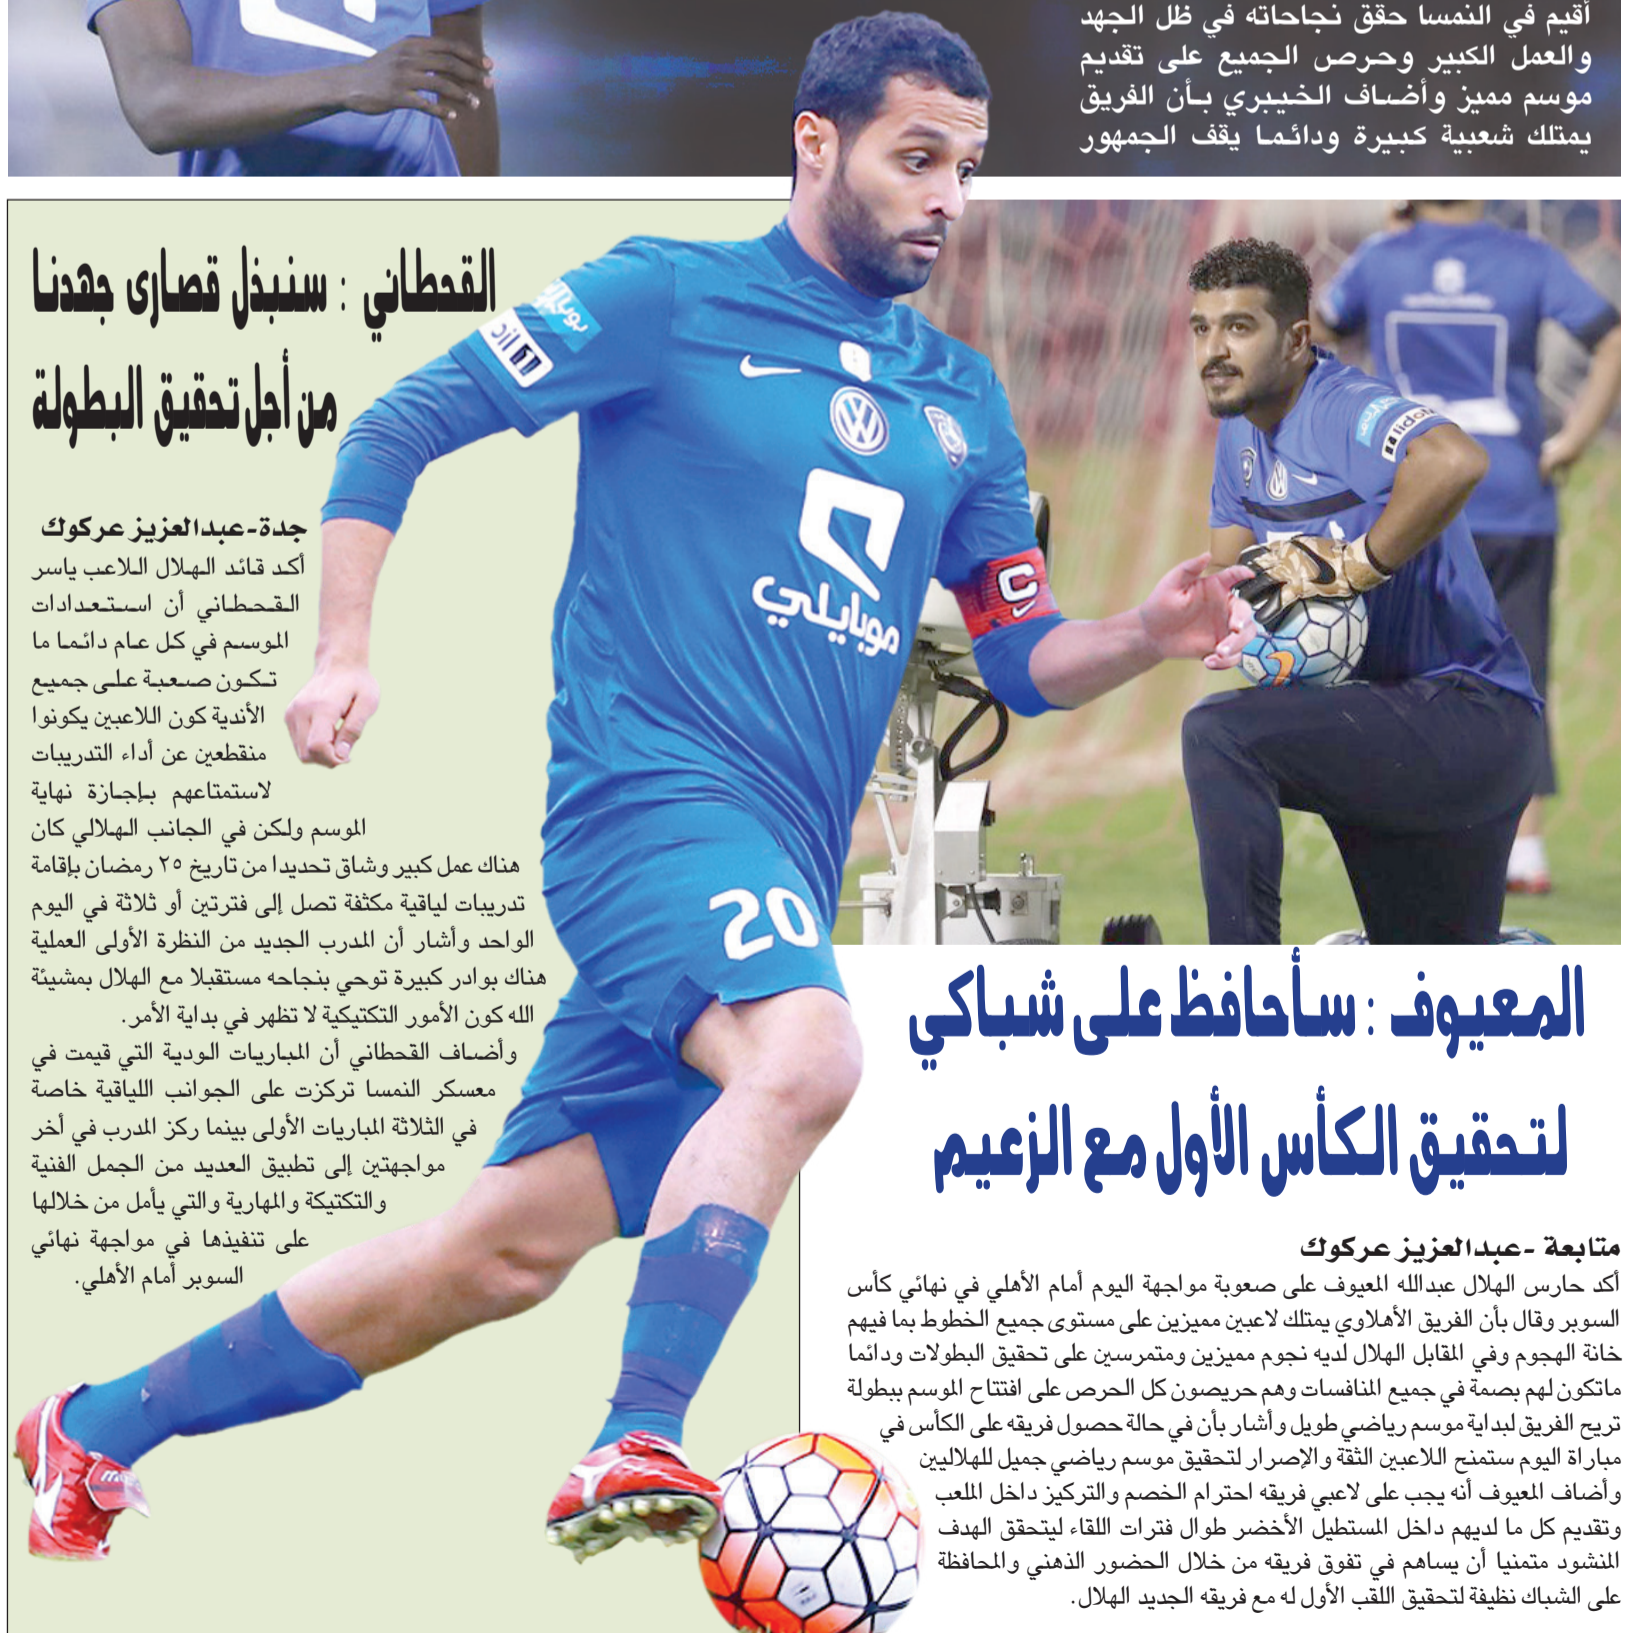 أقيم في النمسا حقق نجاحاته في ظل الجهد
والعمل الكبير وحرص الجميع على تقديم
موسم مميز وأضاف الخيبري بأن الفريق
يمتلك شعبية كبيرة ودائما يقف الجمهور
القحطاني : سنبذل قصارى جهدنا
من أجل تحقيق البطولة
جدة-عبدالعزيز عركوك
أكد قائد الهلال اللاعب ياسر
القحطاني أن استعدادات
الموسم في كل عام دائما ما
تكون صعبة على جميع
الأندية كون اللاعبين يكونوا
منقطعين عن أداء التدريبات
لاستمتاعهم بإجازة نهاية
الموسم ولكن في الجانب الهلالي كان
هناك عمل كبير وشاق تحديدا من تاريخ ٢٥ رمضان بإقامة
تدريبات لياقية مكثفة تصل إلى فترتين أو ثلاثة في اليوم
الواحد وأشار أن المدرب الجديد من النظرة الأولى العملية
هناك بوادر كبيرة توحي بنجاحه مستقبلا مع الهلال بمشيئة
الله كون الأمور التكتيكية لا تظهر في بداية الأمر.
وأضاف القحطاني أن المباريات الودية التي قيمت في
معسكر النمسا تركزت على الجوانب اللياقية خاصة
في الثلاثة المباريات الأولى بينما ركز المدرب في أخر
مواجهتين إلى تطبيق العديد من الجمل الفنية
والتكتيكة والمهارية والتي يأمل من خلالها
على تنفيذها في مواجهة نهائي
السوبر أمام الأهلي.
موبايلي
C
20
المعيوف : سأحافظ على شباكي
لتحقيق الكأس الأول مع الزعيم
متابعة -عبدالعزيز عركوك
أكد حارس الهلال عبدالله المعيوف على صعوبة مواجهة اليوم أمام الأهلي في نهائي كأس
السوبر وقال بأن الفريق الأهلاوي يمتلك لاعبين مميزين على مستوى جميع الخطوط بما فيهم
خانة الهجوم وفي المقابل الهلال لديه نجوم مميزين ومتمرسين على تحقيق البطولات ودائما
ماتكون لهم بصمة في جميع المنافسات وهم حريصون كل الحرص على افتتاح الموسم ببطولة
تريح الفريق لبداية موسم رياضي طويل وأشار بأن في حالة حصول فريقه على الكأس في
مباراة اليوم ستمنح اللاعبين الثقة والإصرار لتحقيق موسم رياضي جميل للهلاليين
وأضاف المعيوف أنه يجب على لاعبي فريقه احترام الخصم والتركيز داخل الملعب
وتقديم كل ما لديهم داخل المستطيل الأخضر طوال فترات اللقاء ليتحقق الهدف
المنشود متمنيا أن يساهم في تفوق فريقه من خلال الحضور الذهني والمحافظة
على الشباك نظيفة لتحقيق اللقب الأول له مع فريقه الجديد الهلال.